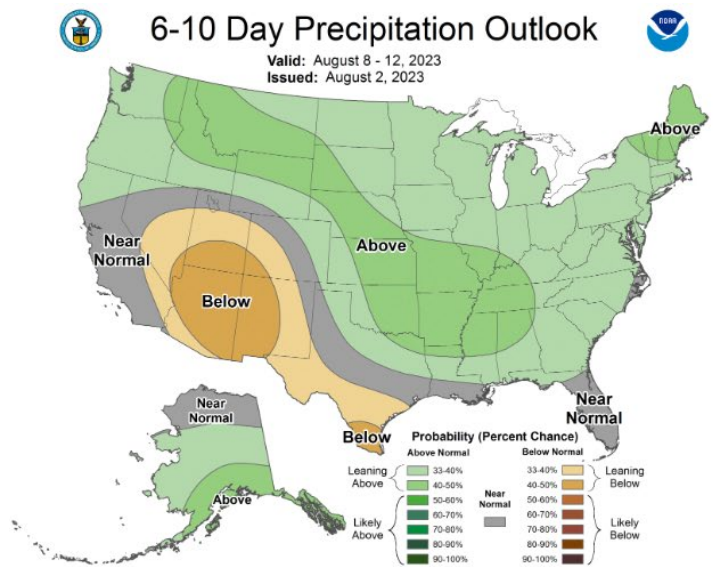 6-10 Day Precipitation Outlook
NOAA
Valid: August 8 - 12, 2023
Issued: August 2, 2023
Above
Near
Normal
Above
Below
Near
Normal
Near
Normal
Below
Above
Probability (Percent Chance)
Above Normal
Below Normal
Leaning
Above
33-40%
40-50%
50-60%
60-70%
70-80%
80-90%
90-100%
Likely
Above
Near
Normal
33-40%
40-50%
50-60%
60-70%
70-80%
80-90%
90-100%
Leaning
Below
Likely
Below